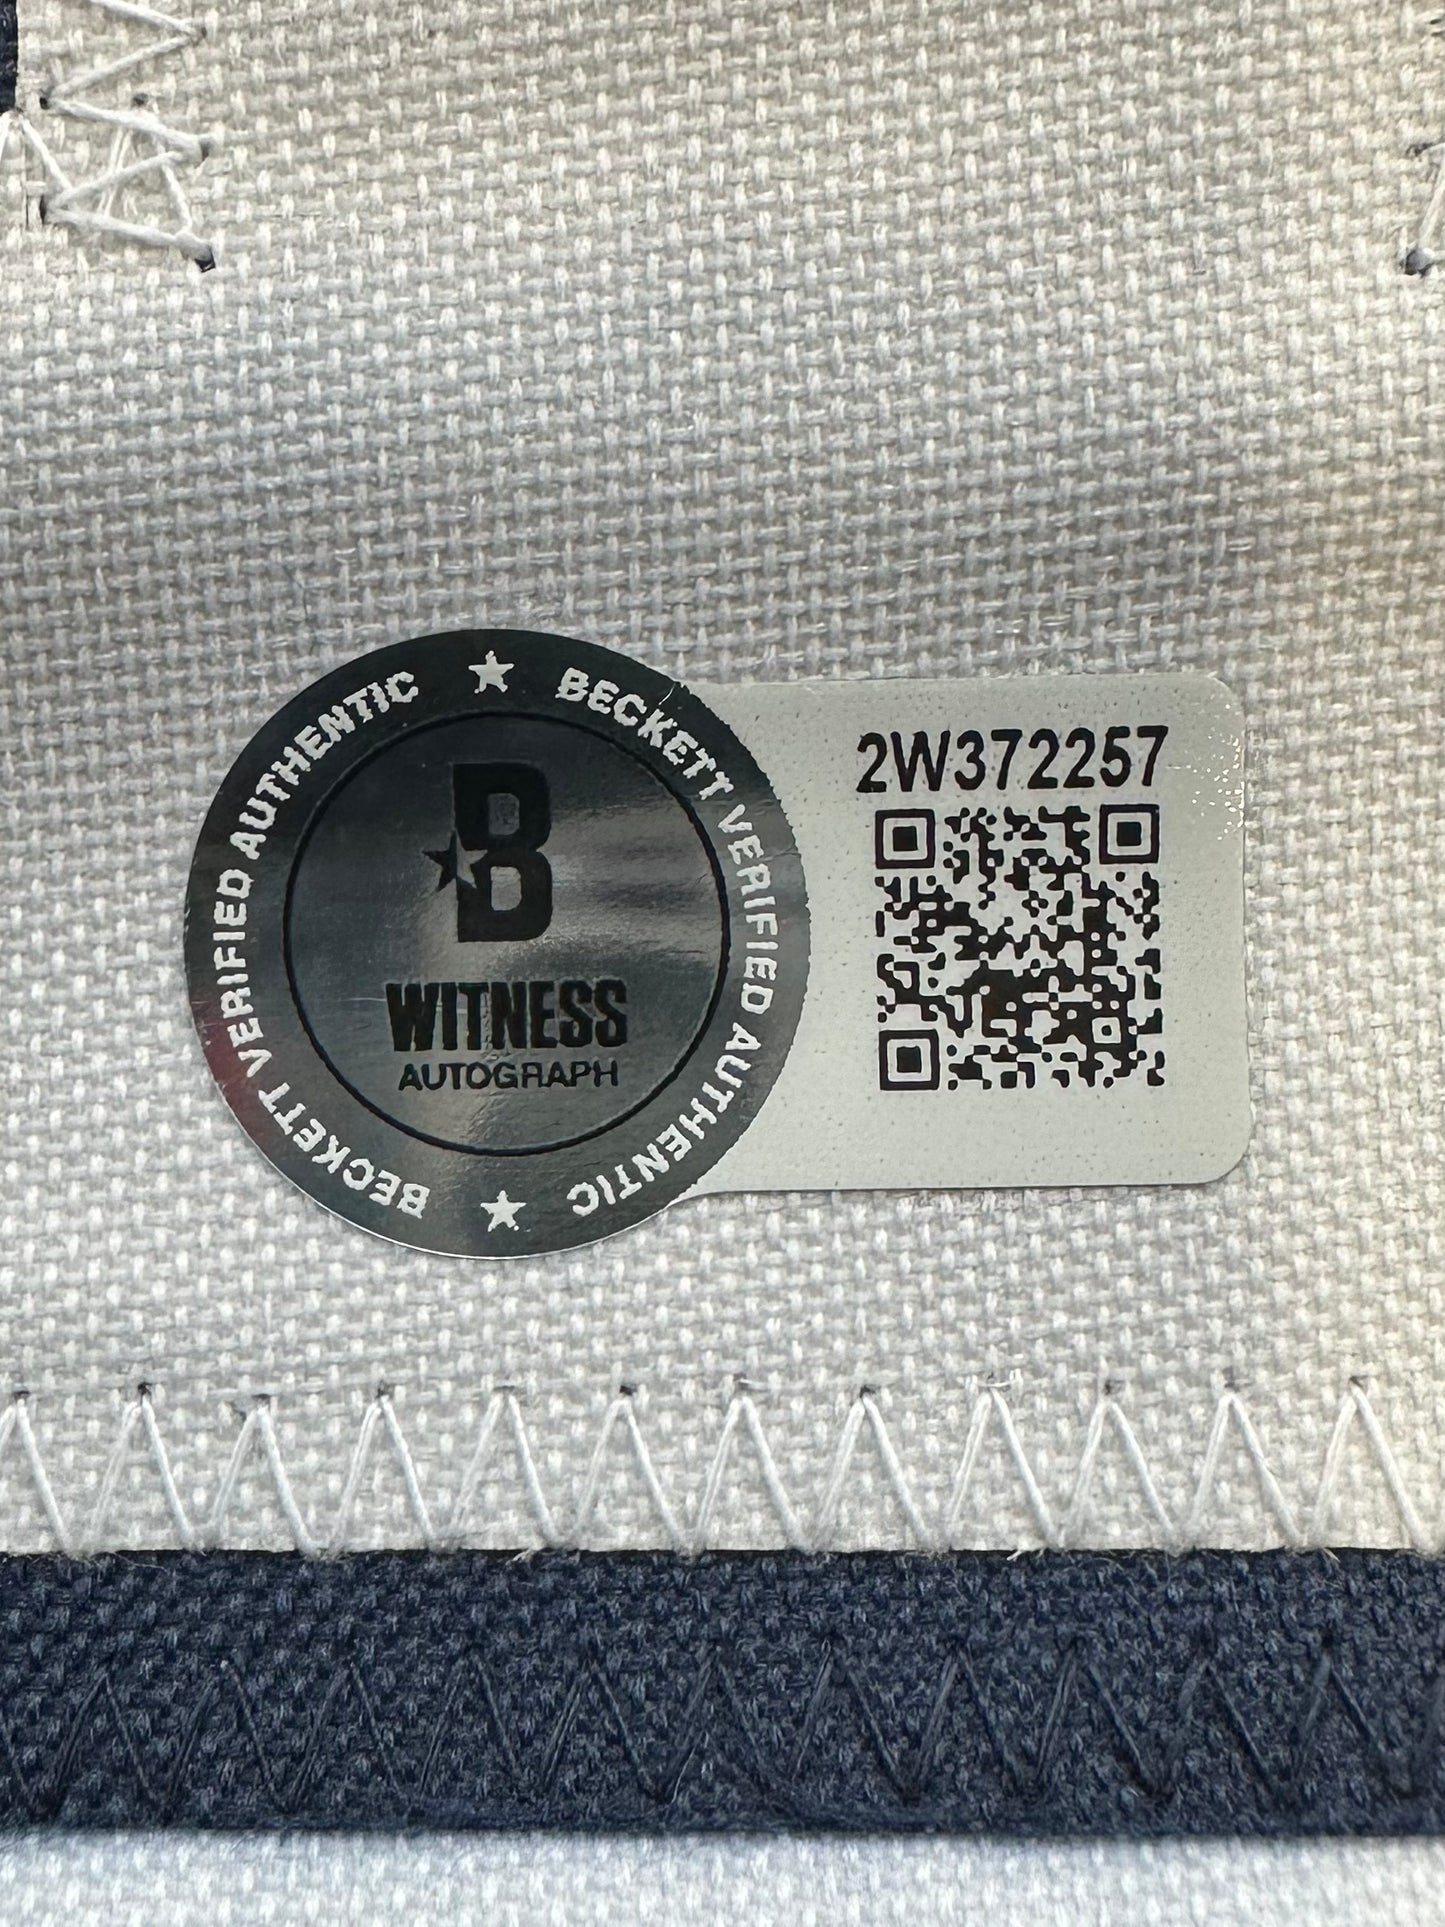 BECKETT VERIFIED AUTHENTIC
BECKETT VERIFIED AUTHENTIC
B
WITNESS
AUTOGRAPH
2W372257